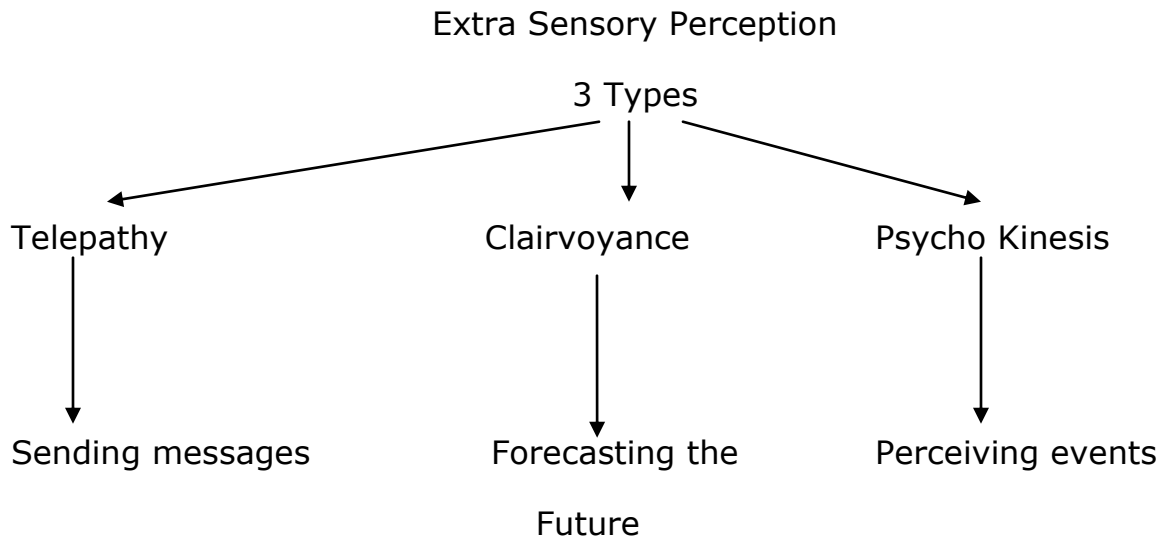 Extra Sensory Perception
3 Types
Telepathy
Clairvoyance
Psycho Kinesis
Sending messages
Forecasting the
Future
Perceiving events